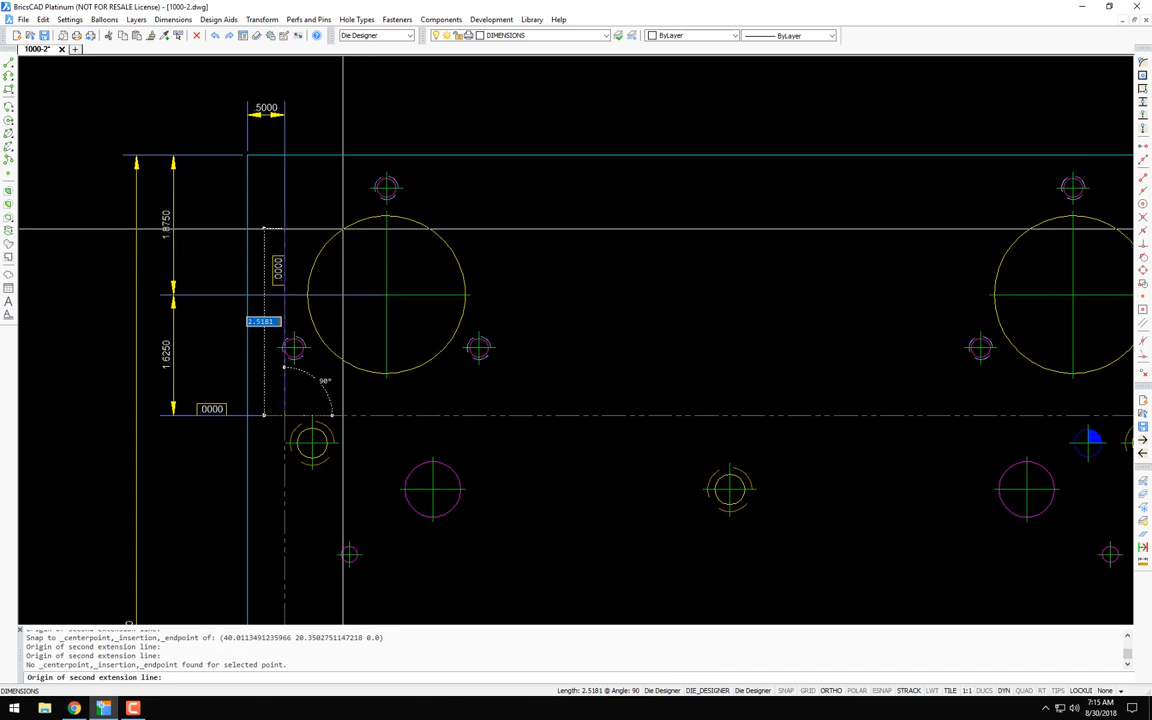 BricsCAD Platinum (NOT FOR RESALE License) - [1000-2.dwg]
File Edit Settings Balloons Layers Dimensions Design Aids Transform Perfs and Pins Hole Types Fasteners Components Development Library Help
Die Designer DIMENSIONS ByLayer ByLayer
1000-2*
.5000
1.8750
.0000
2.5181
1.6250
90°
.0000
Origin of second extension line:
Snap to _centerpoint,_insertion,_endpoint of: (40.0113491235966 20.3502751147218 0.0)
Origin of second extension line:
Origin of second extension line:
No _centerpoint,_insertion,_endpoint found for selected point.
Origin of second extension line:
DIMENSIONS Length: 2.5181 @ Angle: 90 Die Designer DIE_DESIGNER Die Designer SNAP GRID ORTHO POLAR ESNAP STRACK LWT TILE 1:1 DUCS DYN QUAD RT TIPS LOCKUI None
7:15 AM
8/30/2018